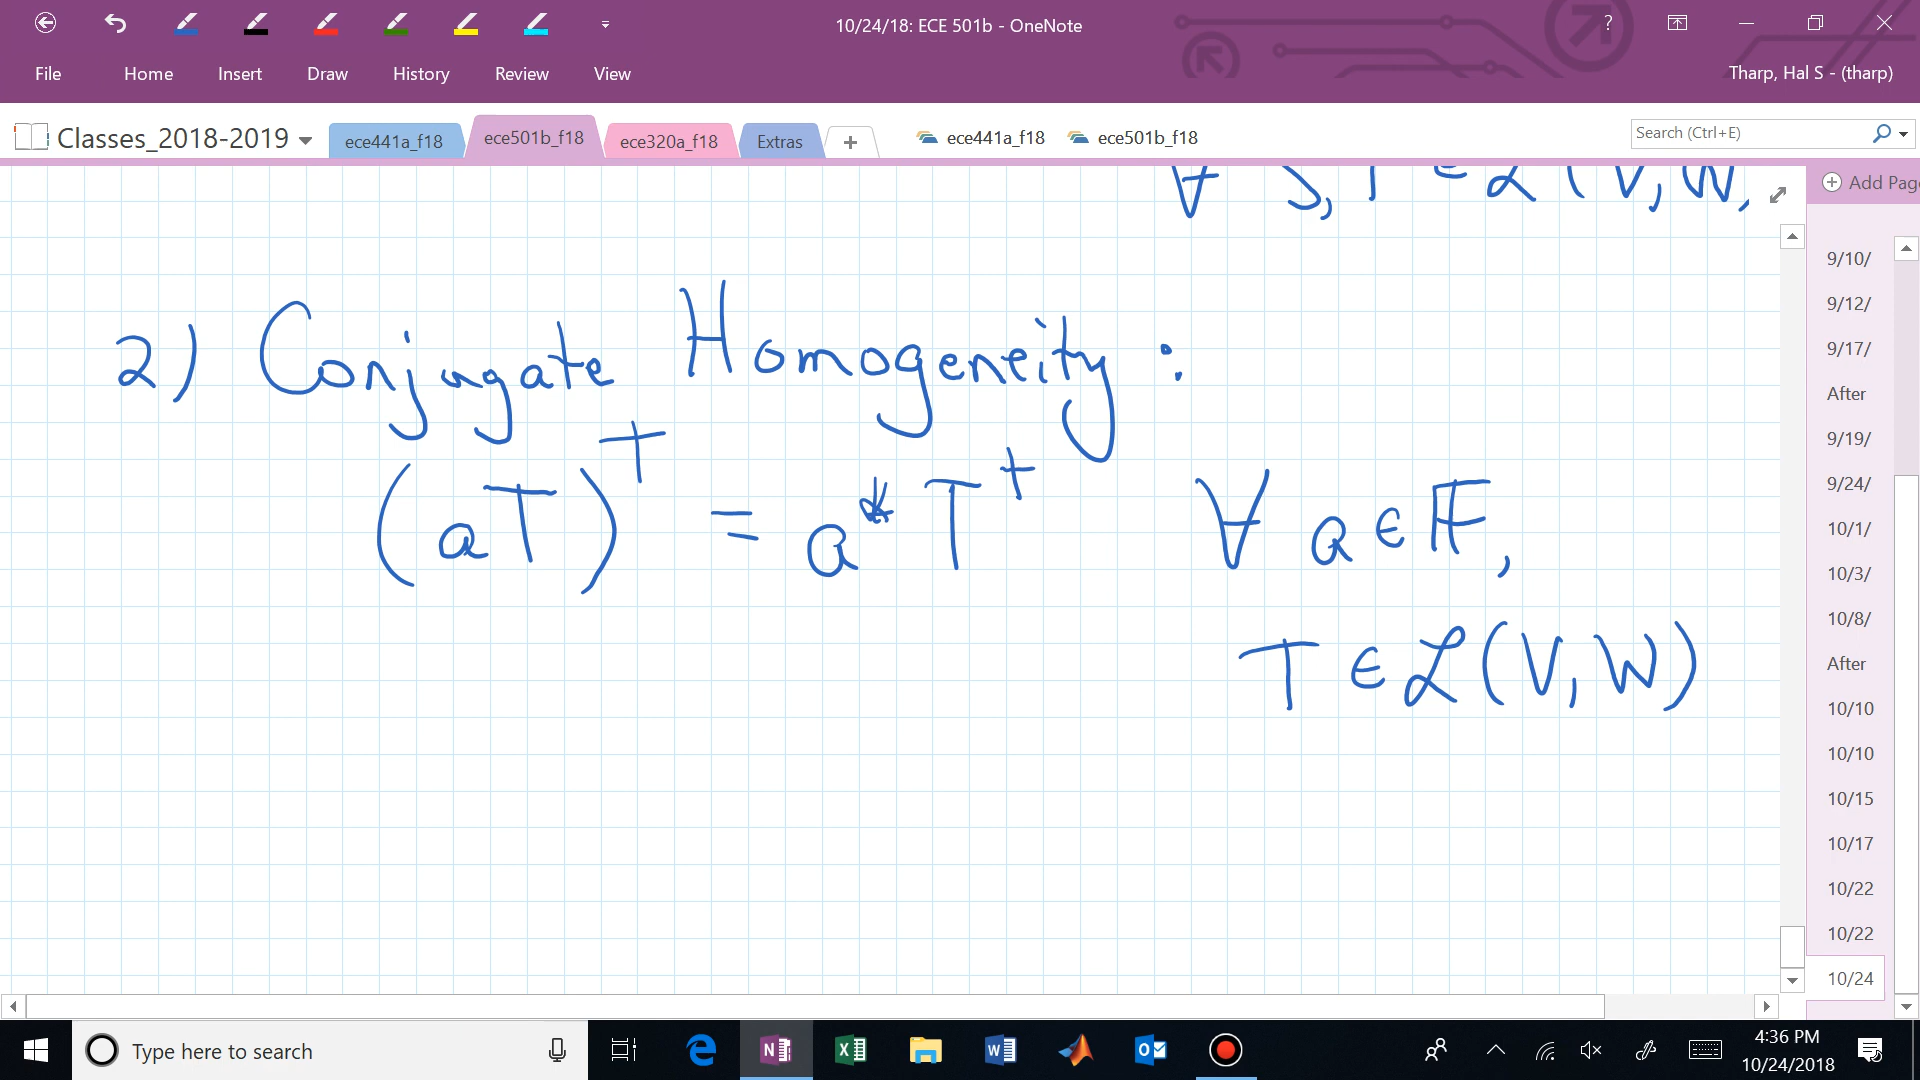 10/24/18: ECE 501b - OneNote
?
File Home Insert Draw History Review View
Tharp, Hal S - (tharp)
Classes_2018-2019
ece441a_f18 ece501b_f18 ece320a_f18 Extras +
ece441a_f18 ece501b_f18
Search (Ctrl+E)
∀ S, T ∈ ℒ(V, W)
Add Page
2) Conjugate Homogeneity :
(aT)† = a* T† ∀ a ∈ 𝔽,
T ∈ ℒ(V, W)
9/10/
9/12/
9/17/
After
9/19/
9/24/
10/1/
10/3/
10/8/
After
10/10
10/10
10/15
10/17
10/22
10/22
10/24
Type here to search
4:36 PM
10/24/2018